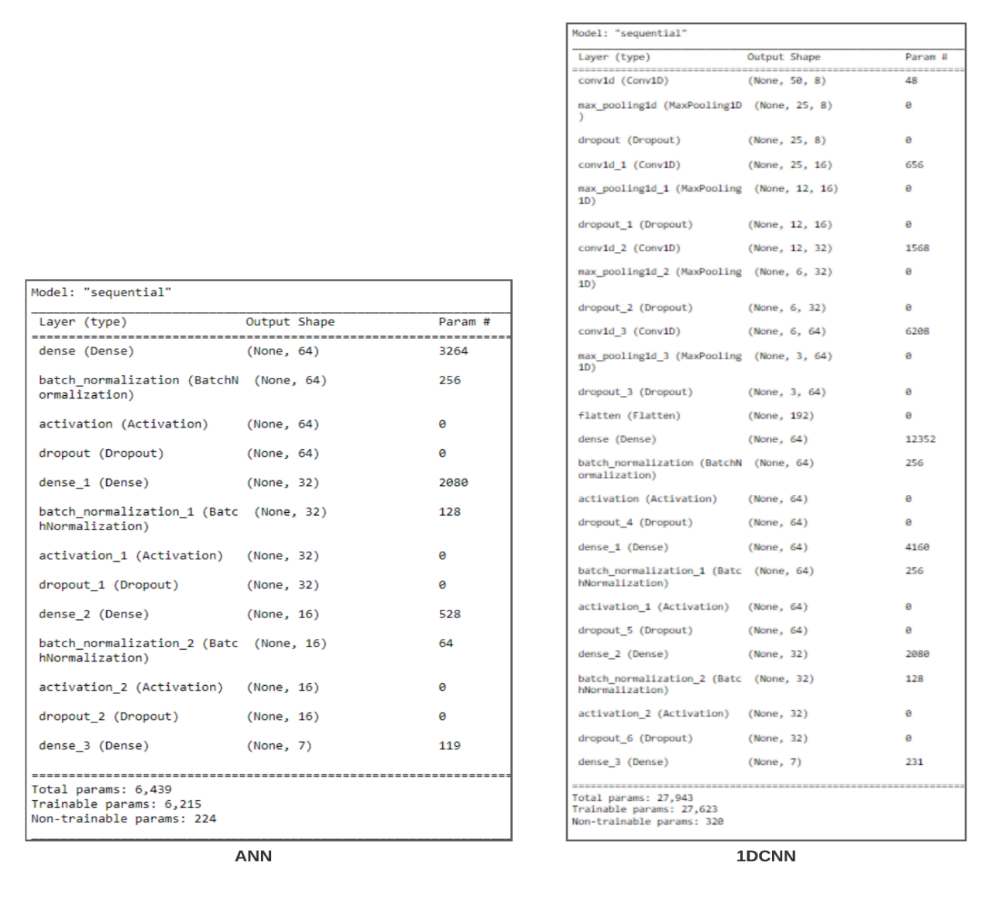 Model: "sequential"
Layer (type) Output Shape Param #
dense (Dense) (None, 64) 3264
batch_normalization (BatchN (None, 64) 256
ormalization)
activation (Activation) (None, 64) 0
dropout (Dropout) (None, 64) 0
dense_1 (Dense) (None, 32) 2080
batch_normalization_1 (Batc (None, 32) 128
hNormalization)
activation_1 (Activation) (None, 32) 0
dropout_1 (Dropout) (None, 32) 0
dense_2 (Dense) (None, 16) 528
batch_normalization_2 (Batc (None, 16) 64
hNormalization)
activation_2 (Activation) (None, 16) 0
dropout_2 (Dropout) (None, 16) 0
dense_3 (Dense) (None, 7) 119
Total params: 6,439
Trainable params: 6,215
Non-trainable params: 224
ANN
Model: "sequential"
Layer (type) Output Shape Param #
conv1d (Conv1D) (None, 50, 8) 48
max_pooling1d (MaxPooling1D (None, 25, 8) 0
)
dropout (Dropout) (None, 25, 8) 0
conv1d_1 (Conv1D) (None, 25, 16) 656
max_pooling1d_1 (MaxPooling (None, 12, 16) 0
1D)
dropout_1 (Dropout) (None, 12, 16) 0
conv1d_2 (Conv1D) (None, 12, 32) 1568
max_pooling1d_2 (MaxPooling (None, 6, 32) 0
1D)
dropout_2 (Dropout) (None, 6, 32) 0
conv1d_3 (Conv1D) (None, 6, 64) 6208
max_pooling1d_3 (MaxPooling (None, 3, 64) 0
1D)
dropout_3 (Dropout) (None, 3, 64) 0
flatten (Flatten) (None, 192) 0
dense (Dense) (None, 64) 12352
batch_normalization (BatchN (None, 64) 256
ormalization)
activation (Activation) (None, 64) 0
dropout_4 (Dropout) (None, 64) 0
dense_1 (Dense) (None, 64) 4160
batch_normalization_1 (Batc (None, 64) 256
hNormalization)
activation_1 (Activation) (None, 64) 0
dropout_5 (Dropout) (None, 64) 0
dense_2 (Dense) (None, 32) 2080
batch_normalization_2 (Batc (None, 32) 128
hNormalization)
activation_2 (Activation) (None, 32) 0
dropout_6 (Dropout) (None, 32) 0
dense_3 (Dense) (None, 7) 231
Total params: 27,943
Trainable params: 27,623
Non-trainable params: 320
1DCNN